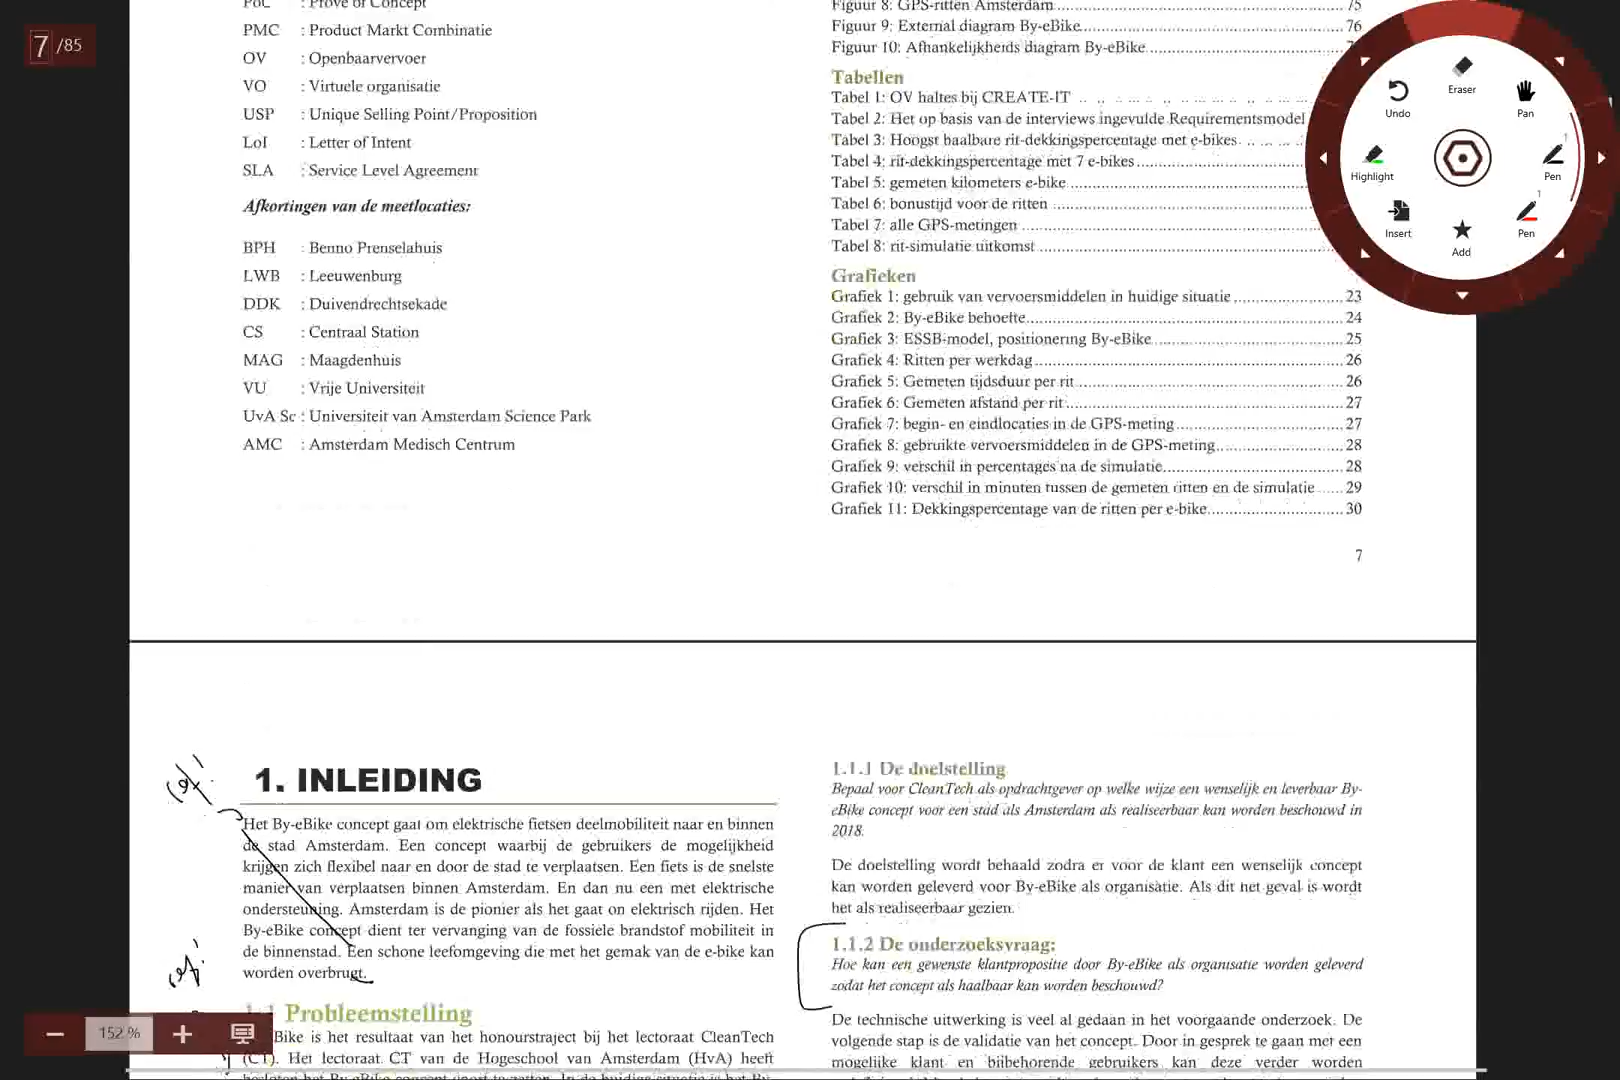 7 /85
PoC : Prove of Concept
PMC : Product Markt Combinatie
OV : Openbaarvervoer
VO : Virtuele organisatie
USP : Unique Selling Point/Proposition
LoI : Letter of Intent
SLA : Service Level Agreement
Afkortingen van de meetlocaties:
BPH : Benno Premselahuis
LWB : Leeuwenburg
DDK : Duivendrechtsekade
CS : Centraal Station
MAG : Maagdenhuis
VU : Vrije Universiteit
UvA Sc : Universiteit van Amsterdam Science Park
AMC : Amsterdam Medisch Centrum
Figuur 8: GPS-ritten Amsterdam 75
Figuur 9: External diagram By-eBike 76
Figuur 10: Afhankelijkheids diagram By-eBike
Tabellen
Tabel 1: OV haltes bij CREATE-IT
Tabel 2: Het op basis van de interviews ingevulde Requirementsmodel
Tabel 3: Hoogst haalbare rit-dekkingspercentage met e-bikes
Tabel 4: rit-dekkingspercentage met 7 e-bikes
Tabel 5: gemeten kilometers e-bike
Tabel 6: bonustijd voor de ritten
Tabel 7: alle GPS-metingen
Tabel 8: rit-simulatie uitkomst
Grafieken
Grafiek 1: gebruik van vervoersmiddelen in huidige situatie 23
Grafiek 2: By-eBike behoefte 24
Grafiek 3: ESSB-model, positionering By-eBike 25
Grafiek 4: Ritten per werkdag 26
Grafiek 5: Gemeten tijdsduur per rit 26
Grafiek 6: Gemeten afstand per rit 27
Grafiek 7: begin- en eindlocaties in de GPS-meting 27
Grafiek 8: gebruikte vervoersmiddelen in de GPS-meting 28
Grafiek 9: verschil in percentages na de simulatie 28
Grafiek 10: verschil in minuten tussen de gemeten ritten en de simulatie 29
Grafiek 11: Dekkingspercentage van de ritten per e-bike 30
7
Undo
Eraser
Pan
Highlight
Pen
Insert
Add
Pen
1. INLEIDING
Het By-eBike concept gaat om elektrische fietsen deelmobiliteit naar en binnen
de stad Amsterdam. Een concept waarbij de gebruikers de mogelijkheid
krijgen zich flexibel naar en door de stad te verplaatsen. Een fiets is de snelste
manier van verplaatsen binnen Amsterdam. En dan nu een met elektrische
ondersteuning. Amsterdam is de pionier als het gaat on elektrisch rijden. Het
By-eBike concept dient ter vervanging van de fossiele brandstof mobiliteit in
de binnenstad. Een schone leefomgeving die met het gemak van de e-bike kan
worden overbrugt.
Probleemstelling
Bike is het resultaat van het honourstraject bij het lectoraat CleanTech
(CT). Het lectoraat CT van de Hogeschool van Amsterdam (HvA) heeft
1.1.1 De doelstelling
Bepaal voor CleanTech als opdrachtgever op welke wijze een wenselijk en leverbaar By-
eBike concept voor een stad als Amsterdam als realiseerbaar kan worden beschouwd in
2018.
De doelstelling wordt behaald zodra er voor de klant een wenselijk concept
kan worden geleverd voor By-eBike als organisatie. Als dit het geval is wordt
het als realiseerbaar gezien.
1.1.2 De onderzoeksvraag:
Hoe kan een gewenste klantpropositie door By-eBike als organisatie worden geleverd
zodat het concept als haalbaar kan worden beschouwd?
De technische uitwerking is veel al gedaan in het voorgaande onderzoek. De
volgende stap is de validatie van het concept. Door in gesprek te gaan met een
mogelijke klant en bijbehorende gebruikers kan deze verder worden
152 %